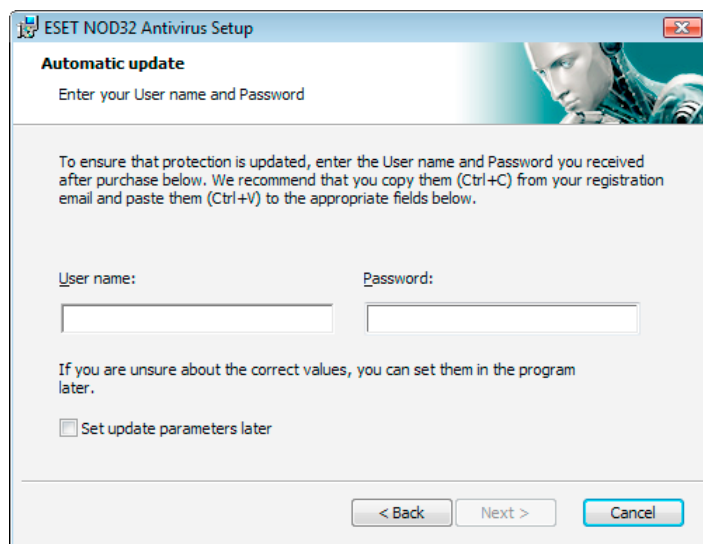 ESET NOD32 Antivirus Setup
Automatic update
Enter your User name and Password
To ensure that protection is updated, enter the User name and Password you received
after purchase below. We recommend that you copy them (Ctrl+C) from your registration
email and paste them (Ctrl+V) to the appropriate fields below.
User name: Password:
If you are unsure about the correct values, you can set them in the program
later.
Set update parameters later
< Back Next > Cancel